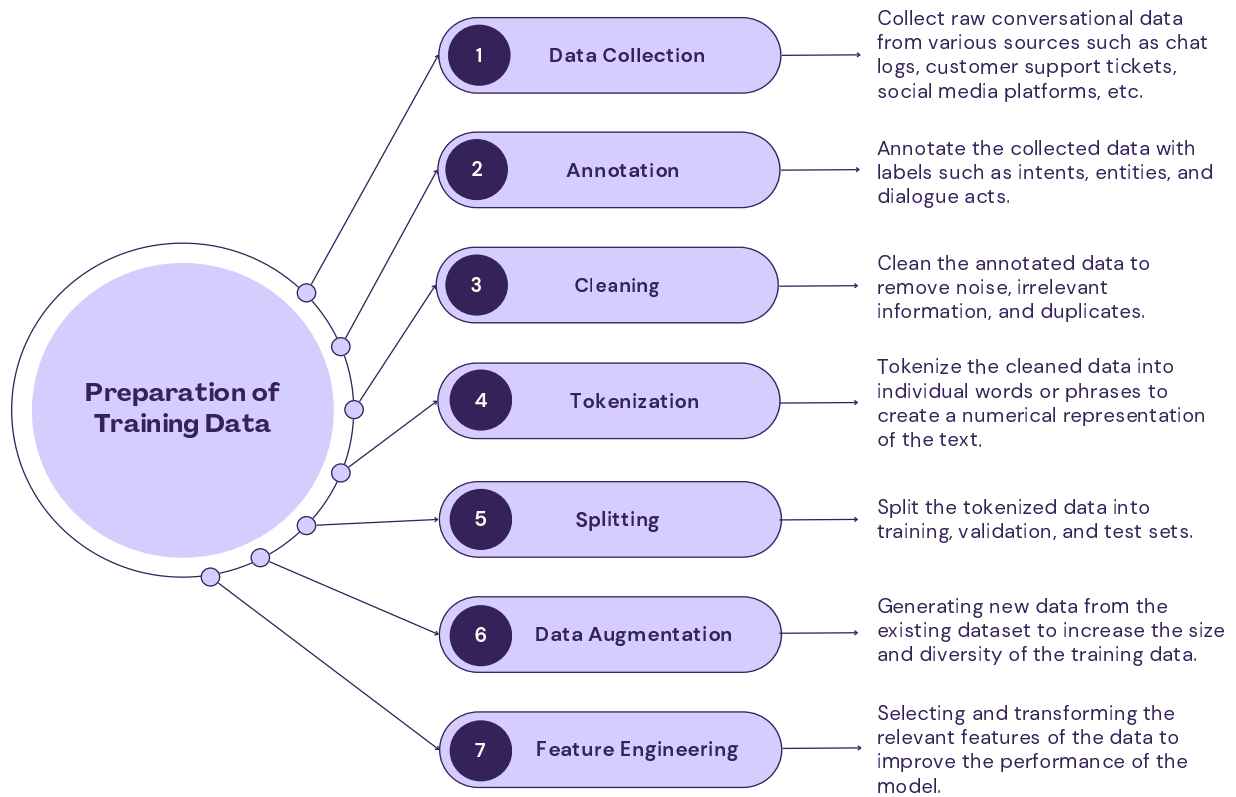 Preparation of
Training Data
1
Data Collection
Collect raw conversational data
from various sources such as chat
logs, customer support tickets,
social media platforms, etc.
2
Annotation
Annotate the collected data with
labels such as intents, entities, and
dialogue acts.
3
Cleaning
Clean the annotated data to
remove noise, irrelevant
information, and duplicates.
4
Tokenization
Tokenize the cleaned data into
individual words or phrases to
create a numerical representation
of the text.
5
Splitting
Split the tokenized data into
training, validation, and test sets.
6
Data Augmentation
Generating new data from the
existing dataset to increase the size
and diversity of the training data.
7
Feature Engineering
Selecting and transforming the
relevant features of the data to
improve the performance of the
model.